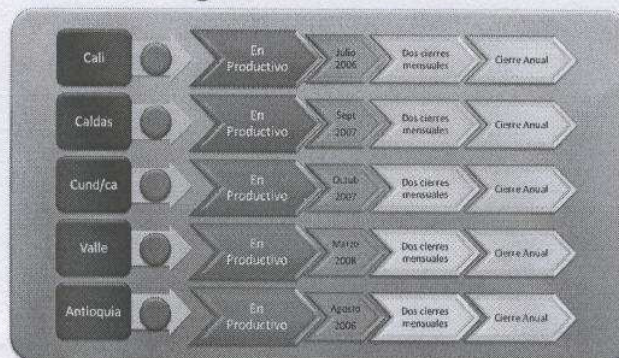 Cali
En
Productivo
Julio
2006
Dos cierres
mensuales
Cierre Anual
Caldas
En
Productivo
Sept
2007
Dos cierres
mensuales
Cierre Anual
Cund/ca
En
Productivo
Octub
2007
Dos cierres
mensuales
Cierre Anual
Valle
En
Productivo
Marzo
2008
Dos cierres
mensuales
Cierre Anual
Antioquia
En
Productivo
Agosto
2006
Dos cierres
mensuales
Cierre Anual